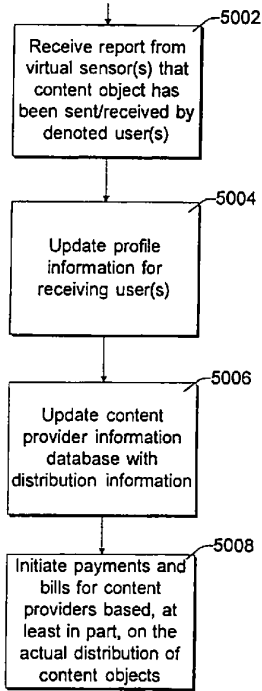 5002
Receive report from
virtual sensor(s) that
content object has
been sent/received by
denoted user(s)
5004
Update profile
information for
receiving user(s)
5006
Update content
provider information
database with
distribution information
5008
Initiate payments and
bills for content
providers based, at
least in part, on the
actual distribution of
content objects